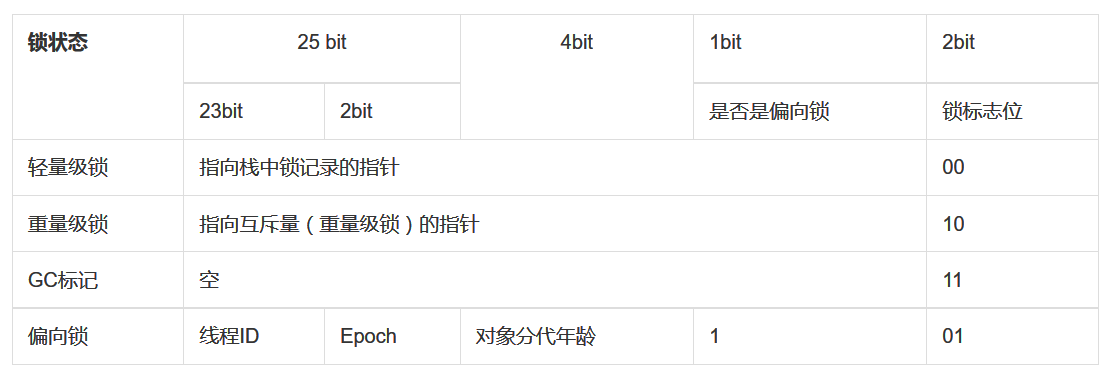 锁状态 25 bit 4bit 1bit 2bit
23bit 2bit 是否是偏向锁 锁标志位
轻量级锁 指向栈中锁记录的指针 00
重量级锁 指向互斥量（重量级锁）的指针 10
GC标记 空 11
偏向锁 线程ID Epoch 对象分代年龄 1 01